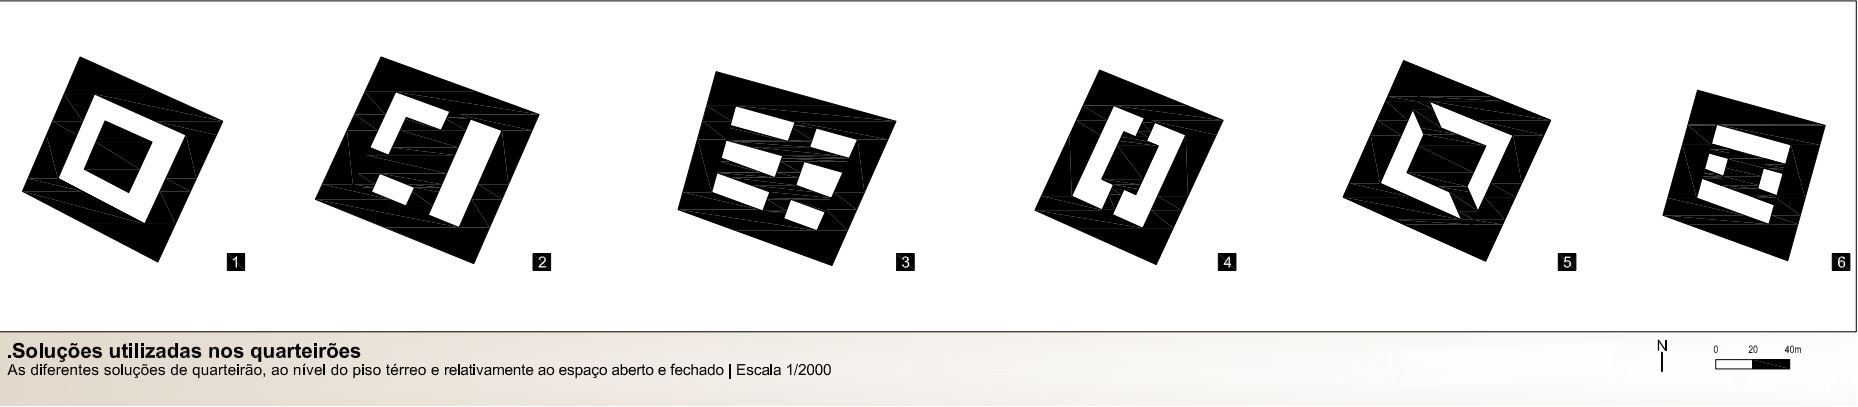 1
2
3
4
5
6
.Soluções utilizadas nos quarteirões
As diferentes soluções de quarteirão, ao nível do piso térreo e relativamente ao espaço aberto e fechado | Escala 1/2000
N
0 20 40m